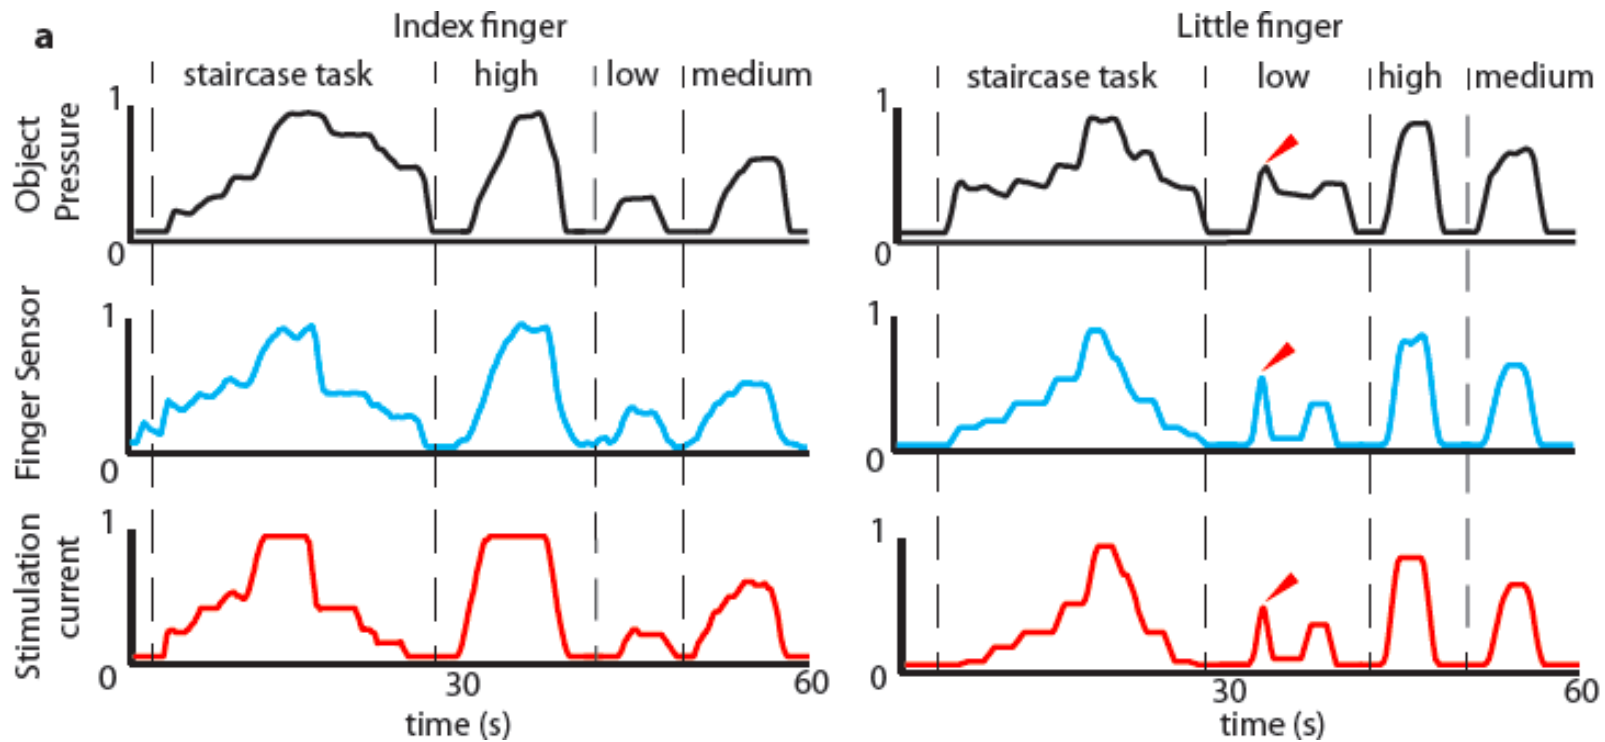 a
Index finger
Little finger
staircase task high low medium
staircase task low high medium
Object
Pressure
1
0
1
0
Finger Sensor
1
0
1
0
Stimulation
current
1
0
30
60
1
0
30
60
time (s)
time (s)